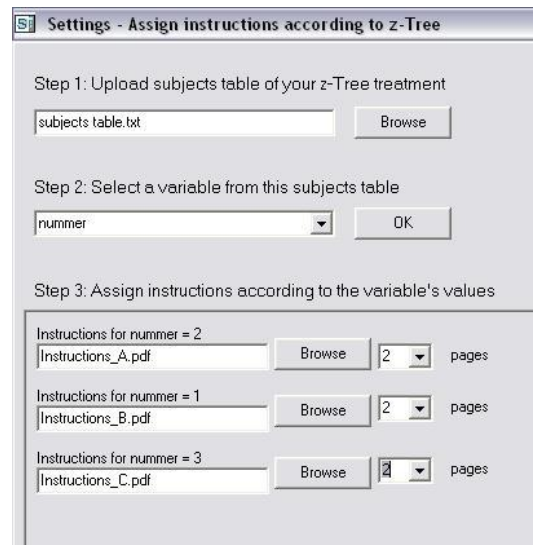 SI Settings - Assign instructions according to z-Tree
Step 1: Upload subjects table of your z-Tree treatment
subjects table.txt Browse
Step 2: Select a variable from this subjects table
nummer OK
Step 3: Assign instructions according to the variable's values
Instructions for nummer = 2
Instructions_A.pdf Browse 2 pages
Instructions for nummer = 1
Instructions_B.pdf Browse 2 pages
Instructions for nummer = 3
Instructions_C.pdf Browse 2 pages